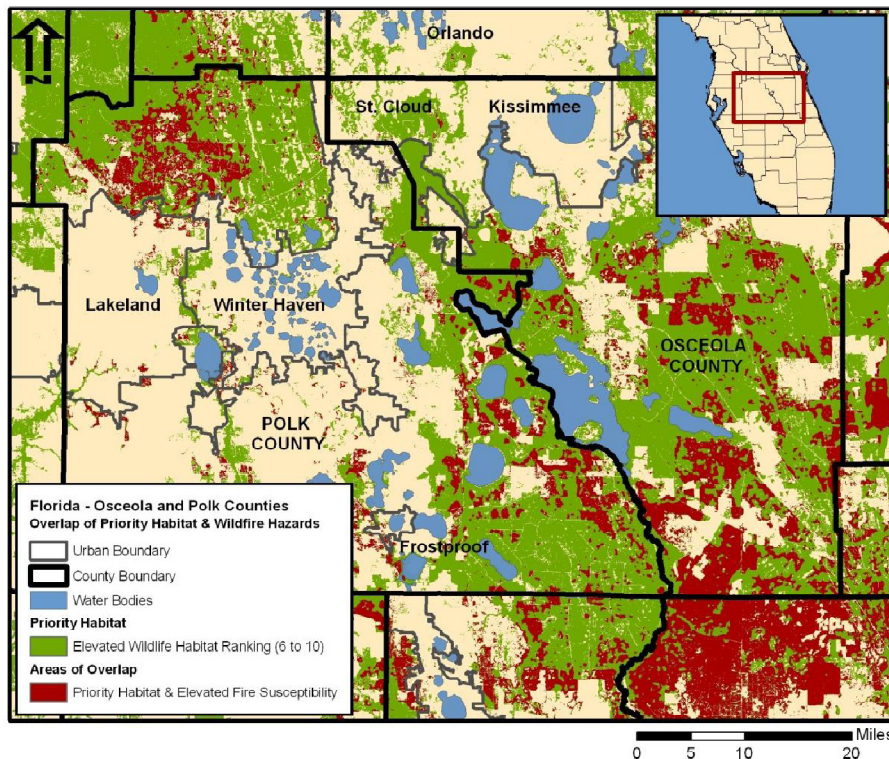 N
Orlando
St. Cloud
Kissimmee
Lakeland
Winter Haven
OSCEOLA
COUNTY
POLK
COUNTY
Frostproof
Florida - Osceola and Polk Counties
Overlap of Priority Habitat & Wildfire Hazards
Urban Boundary
County Boundary
Water Bodies
Priority Habitat
Elevated Wildlife Habitat Ranking (6 to 10)
Areas of Overlap
Priority Habitat & Elevated Fire Susceptibility
Miles
0 5 10 20